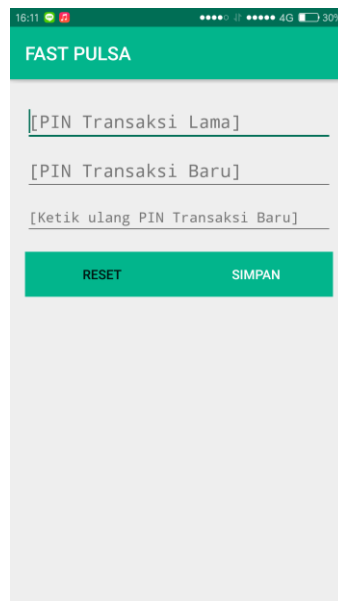 16:11 4G 30%
FAST PULSA
[PIN Transaksi Lama]
[PIN Transaksi Baru]
[Ketik ulang PIN Transaksi Baru]
RESET SIMPAN